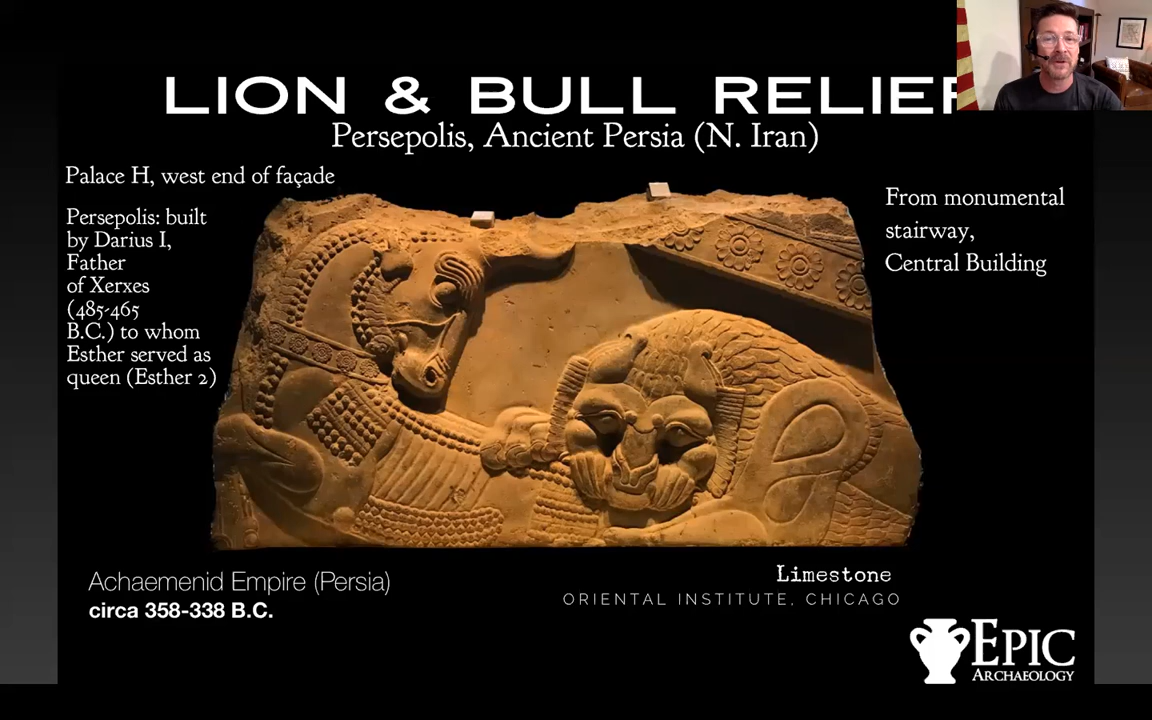 LION & BULL RELIEF
Persepolis, Ancient Persia (N. Iran)
Palace H, west end of façade
Persepolis: built
by Darius I,
Father
of Xerxes
(485-465
B.C.) to whom
Esther served as
queen (Esther 2)
From monumental
stairway,
Central Building
Achaemenid Empire (Persia)
circa 358-338 B.C.
Limestone
ORIENTAL INSTITUTE, CHICAGO
EPIC
ARCHAEOLOGY